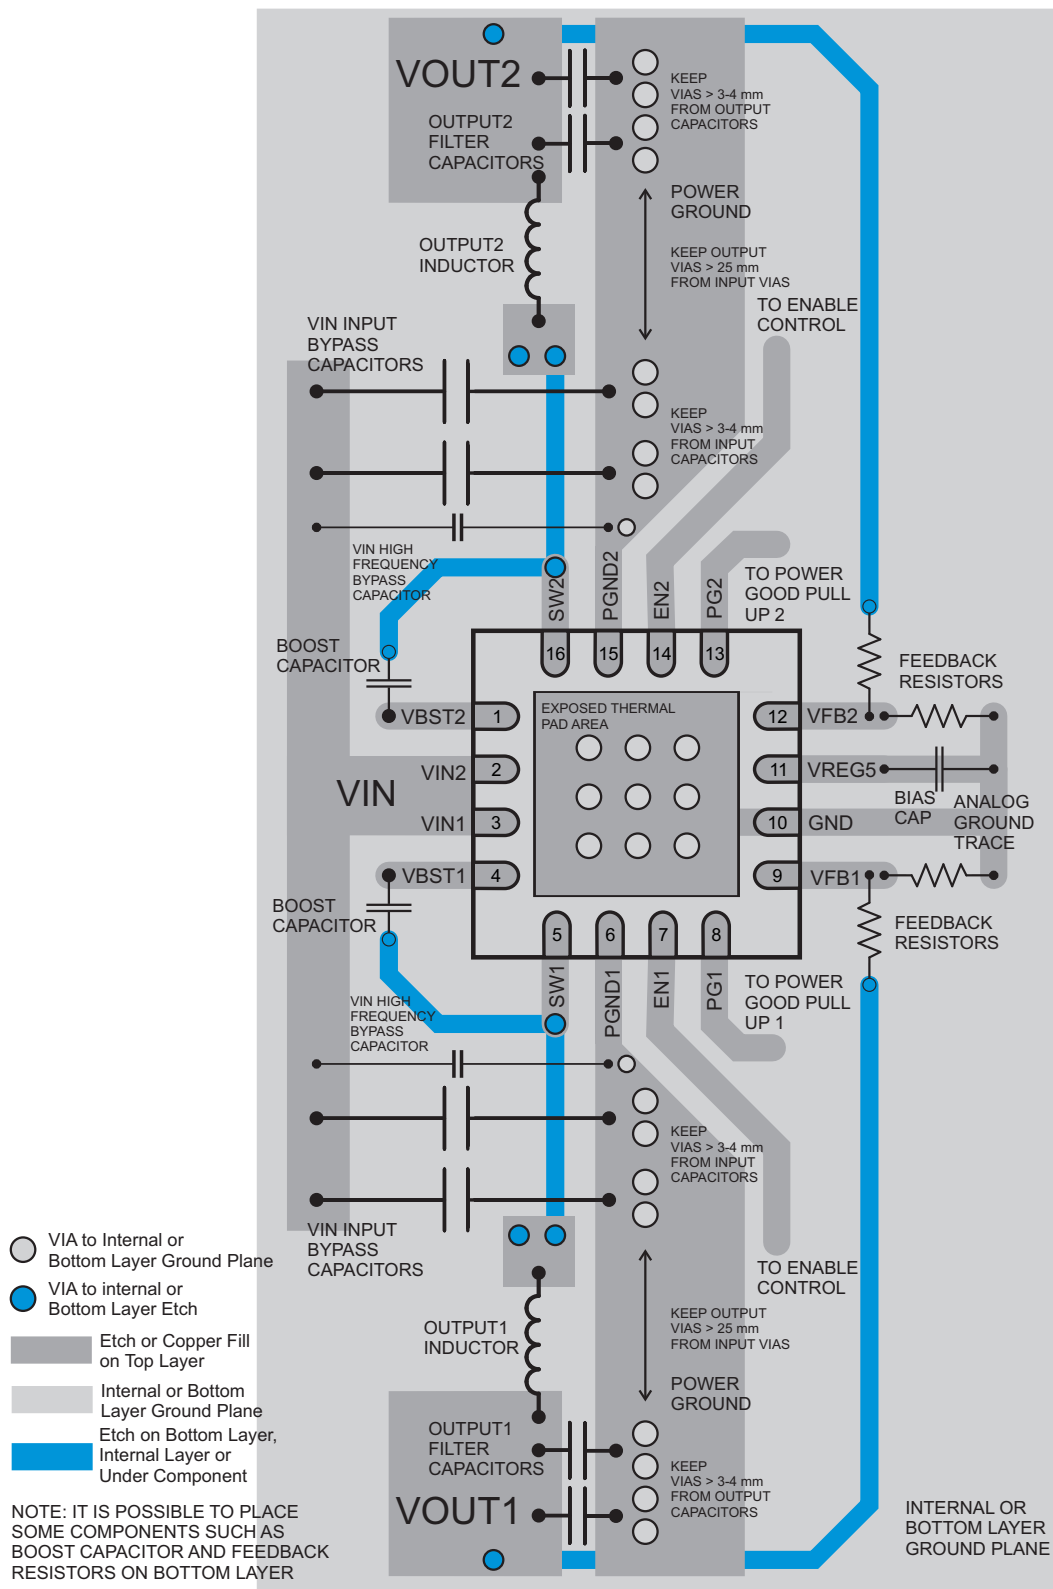 VOUT2
OUTPUT2
FILTER
CAPACITORS
KEEP
VIAS > 3-4 mm
FROM OUTPUT
CAPACITORS
POWER
GROUND
OUTPUT2
INDUCTOR
KEEP OUTPUT
VIAS > 25 mm
FROM INPUT VIAS
TO ENABLE
CONTROL
VIN INPUT
BYPASS
CAPACITORS
KEEP
VIAS > 3-4 mm
FROM INPUT
CAPACITORS
VIN HIGH
FREQUENCY
BYPASS
CAPACITOR
SW2
PGND2
EN2
PG2
TO POWER
GOOD PULL
UP 2
BOOST
CAPACITOR
16
15
14
13
FEEDBACK
RESISTORS
VBST2
1
EXPOSED THERMAL
PAD AREA
12
VFB2
VIN2
2
11
VREG5
VIN
BIAS
CAP
ANALOG
GROUND
TRACE
VIN1
3
10
GND
VBST1
4
9
VFB1
BOOST
CAPACITOR
5
6
7
8
FEEDBACK
RESISTORS
SW1
PGND1
EN1
PG1
TO POWER
GOOD PULL
UP 1
VIN HIGH
FREQUENCY
BYPASS
CAPACITOR
KEEP
VIAS > 3-4 mm
FROM INPUT
CAPACITORS
VIN INPUT
BYPASS
CAPACITORS
TO ENABLE
CONTROL
OUTPUT1
INDUCTOR
KEEP OUTPUT
VIAS > 25 mm
FROM INPUT VIAS
POWER
GROUND
OUTPUT1
FILTER
CAPACITORS
KEEP
VIAS > 3-4 mm
FROM OUTPUT
CAPACITORS
VOUT1
INTERNAL OR
BOTTOM LAYER
GROUND PLANE
VIA to Internal or
Bottom Layer Ground Plane
VIA to internal or
Bottom Layer Etch
Etch or Copper Fill
on Top Layer
Internal or Bottom
Layer Ground Plane
Etch on Bottom Layer,
Internal Layer or
Under Component
NOTE: IT IS POSSIBLE TO PLACE
SOME COMPONENTS SUCH AS
BOOST CAPACITOR AND FEEDBACK
RESISTORS ON BOTTOM LAYER